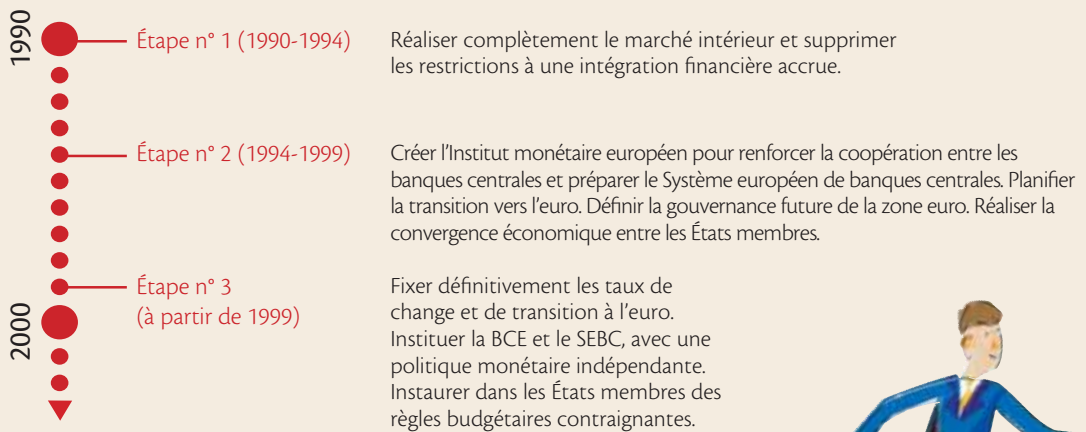 1990
Étape n° 1 (1990-1994)
Réaliser complètement le marché intérieur et supprimer
les restrictions à une intégration financière accrue.
Étape n° 2 (1994-1999)
Créer l'Institut monétaire européen pour renforcer la coopération entre les
banques centrales et préparer le Système européen de banques centrales. Planifier
la transition vers l'euro. Définir la gouvernance future de la zone euro. Réaliser la
convergence économique entre les États membres.
2000
Étape n° 3
(à partir de 1999)
Fixer définitivement les taux de
change et de transition à l'euro.
Instituer la BCE et le SEBC, avec une
politique monétaire indépendante.
Instaurer dans les États membres des
règles budgétaires contraignantes.